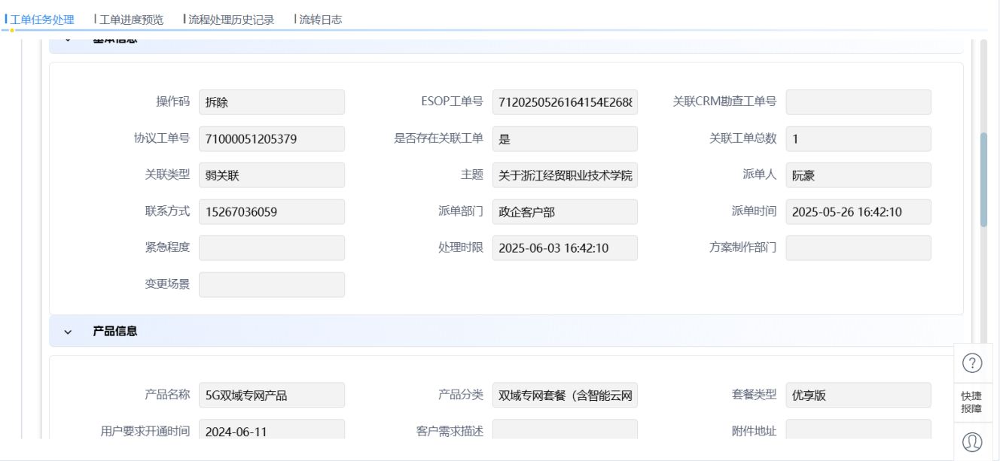 工单任务处理 工单进度预览 流程处理历史记录 流转日志
基本信息
操作码 拆除 ESOP工单号 7120250526164154E268 关联CRM勘查工单号
协议工单号 71000051205379 是否存在关联工单 是 关联工单总数 1
关联类型 弱关联 主题 关于浙江经贸职业技术学院 派单人 阮豪
联系方式 15267036059 派单部门 政企客户部 派单时间 2025-05-26 16:42:10
紧急程度 处理时限 2025-06-03 16:42:10 方案制作部门
变更场景
产品信息
产品名称 5G双域专网产品 产品分类 双域专网套餐（含智能云网 套餐类型 优享版
用户要求开通时间 2024-06-11 客户需求描述 附件地址
快捷
报障